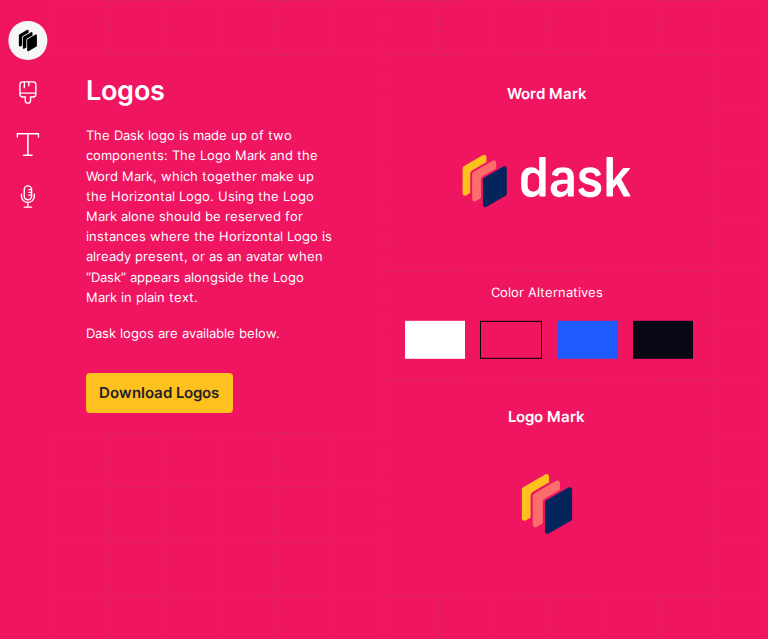 Logos
The Dask logo is made up of two
components: The Logo Mark and the
Word Mark, which together make up
the Horizontal Logo. Using the Logo
Mark alone should be reserved for
instances where the Horizontal Logo is
already present, or as an avatar when
“Dask” appears alongside the Logo
Mark in plain text.
Dask logos are available below.
Download Logos
Word Mark
dask
Color Alternatives
Logo Mark